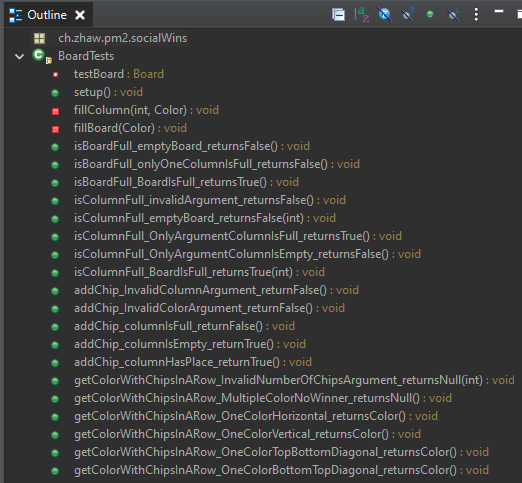 Outline
ch.zhaw.pm2.socialWins
BoardTests
testBoard : Board
setup() : void
fillColumn(int, Color) : void
fillBoard(Color) : void
isBoardFull_emptyBoard_returnsFalse() : void
isBoardFull_onlyOneColumnIsFull_returnsFalse() : void
isBoardFull_BoardIsFull_returnsTrue() : void
isColumnFull_invalidArgument_returnsFalse() : void
isColumnFull_emptyBoard_returnsFalse(int) : void
isColumnFull_OnlyArgumentColumnIsFull_returnsTrue() : void
isColumnFull_OnlyArgumentColumnIsEmpty_returnsFalse() : void
isColumnFull_BoardIsFull_returnsTrue(int) : void
addChip_InvalidColumnArgument_returnFalse() : void
addChip_InvalidColorArgument_returnFalse() : void
addChip_columnIsFull_returnFalse() : void
addChip_columnIsEmpty_returnTrue() : void
addChip_columnHasPlace_returnTrue() : void
getColorWithChipsInARow_InvalidNumberOfChipsArgument_returnsNull(int) : void
getColorWithChipsInARow_MultipleColorNoWinner_returnsNull() : void
getColorWithChipsInARow_OneColorHorizontal_returnsColor() : void
getColorWithChipsInARow_OneColorVertical_returnsColor() : void
getColorWithChipsInARow_OneColorTopBottomDiagonal_returnsColor() : void
getColorWithChipsInARow_OneColorBottomTopDiagonal_returnsColor() : void